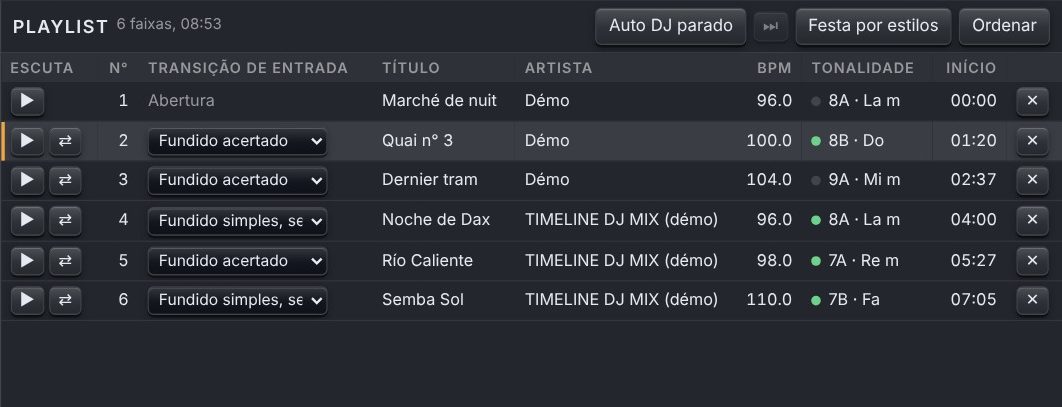 PLAYLIST 6 faixas, 08:53 Auto DJ parado Festa por estilos Ordenar
ESCUTA N° TRANSIÇÃO DE ENTRADA TÍTULO ARTISTA BPM TONALIDADE INÍCIO
1 Abertura Marché de nuit Démo 96.0 8A · La m 00:00 ✕
2 Fundido acertado Quai n° 3 Démo 100.0 8B · Do 01:20 ✕
3 Fundido acertado Dernier tram Démo 104.0 9A · Mi m 02:37 ✕
4 Fundido simples, se Noche de Dax TIMELINE DJ MIX (démo) 96.0 8A · La m 04:00 ✕
5 Fundido acertado Río Caliente TIMELINE DJ MIX (démo) 98.0 7A · Re m 05:27 ✕
6 Fundido simples, se Semba Sol TIMELINE DJ MIX (démo) 110.0 7B · Fa 07:05 ✕